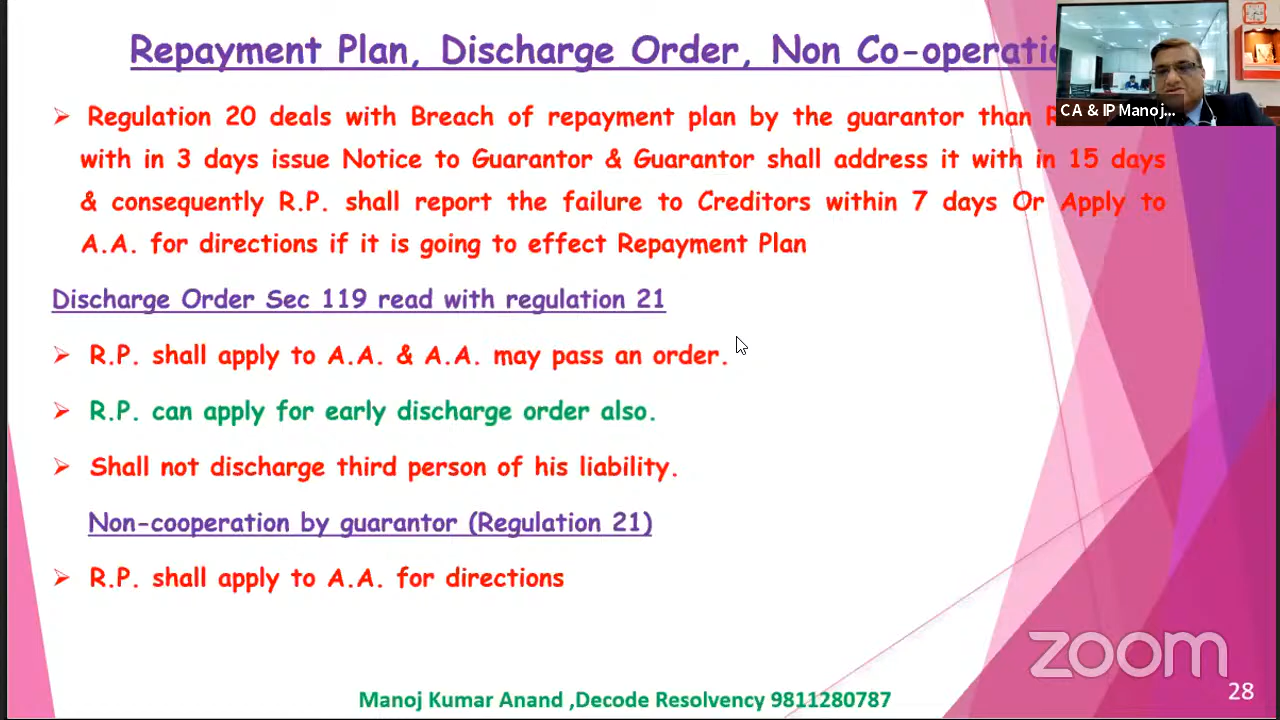 Repayment Plan, Discharge Order, Non Co-operatio
CA & IP Manoj...
➢ Regulation 20 deals with Breach of repayment plan by the guarantor than
with in 3 days issue Notice to Guarantor & Guarantor shall address it with in 15 days
& consequently R.P. shall report the failure to Creditors within 7 days Or Apply to
A.A. for directions if it is going to effect Repayment Plan
Discharge Order Sec 119 read with regulation 21
➢ R.P. shall apply to A.A. & A.A. may pass an order.
➢ R.P. can apply for early discharge order also.
➢ Shall not discharge third person of his liability.
Non-cooperation by guarantor (Regulation 21)
➢ R.P. shall apply to A.A. for directions
zoom
Manoj Kumar Anand ,Decode Resolvency 9811280787
28